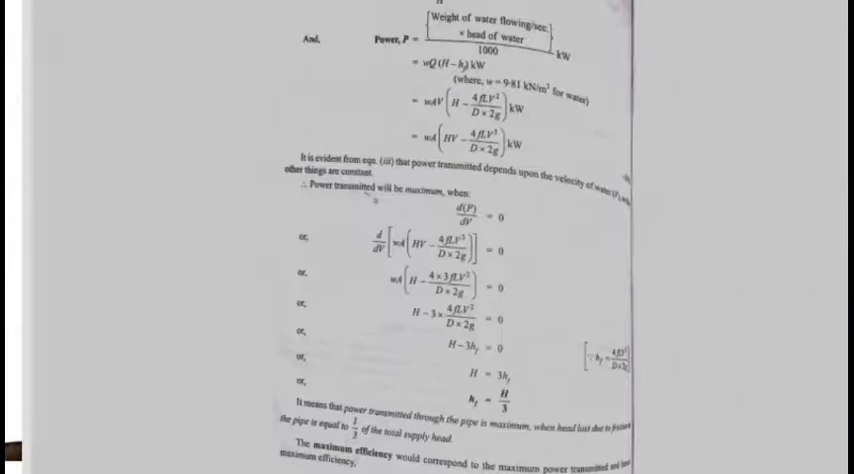 H
And, Power, P = [Weight of water flowing/sec. × head of water] / 1000 kW
= wQ (H – h_f) kW
(where, w = 9·81 kN/m³ for water)
= wAV (H – 4fLV² / D × 2g) kW
= wA (HV – 4fLV³ / D × 2g) kW
It is evident from eqn. (iii) that power transmitted depends upon the velocity of water (V), as
other things are constant.
∴ Power transmitted will be maximum, when:
d(P) / dV = 0
or, d/dV [wA (HV – 4fLV³ / D × 2g)] = 0
or, wA (H – 4 × 3fLV² / D × 2g) = 0
or, H – 3 × 4fLV² / D × 2g = 0
or, H – 3h_f = 0 [∵ h_f = 4fLV² / D×2g]
or, H = 3h_f
or, h_f = H/3
It means that power transmitted through the pipe is maximum, when head lost due to friction
the pipe is equal to 1/3 of the total supply head.
The maximum efficiency would correspond to the maximum power transmitted and
maximum efficiency,